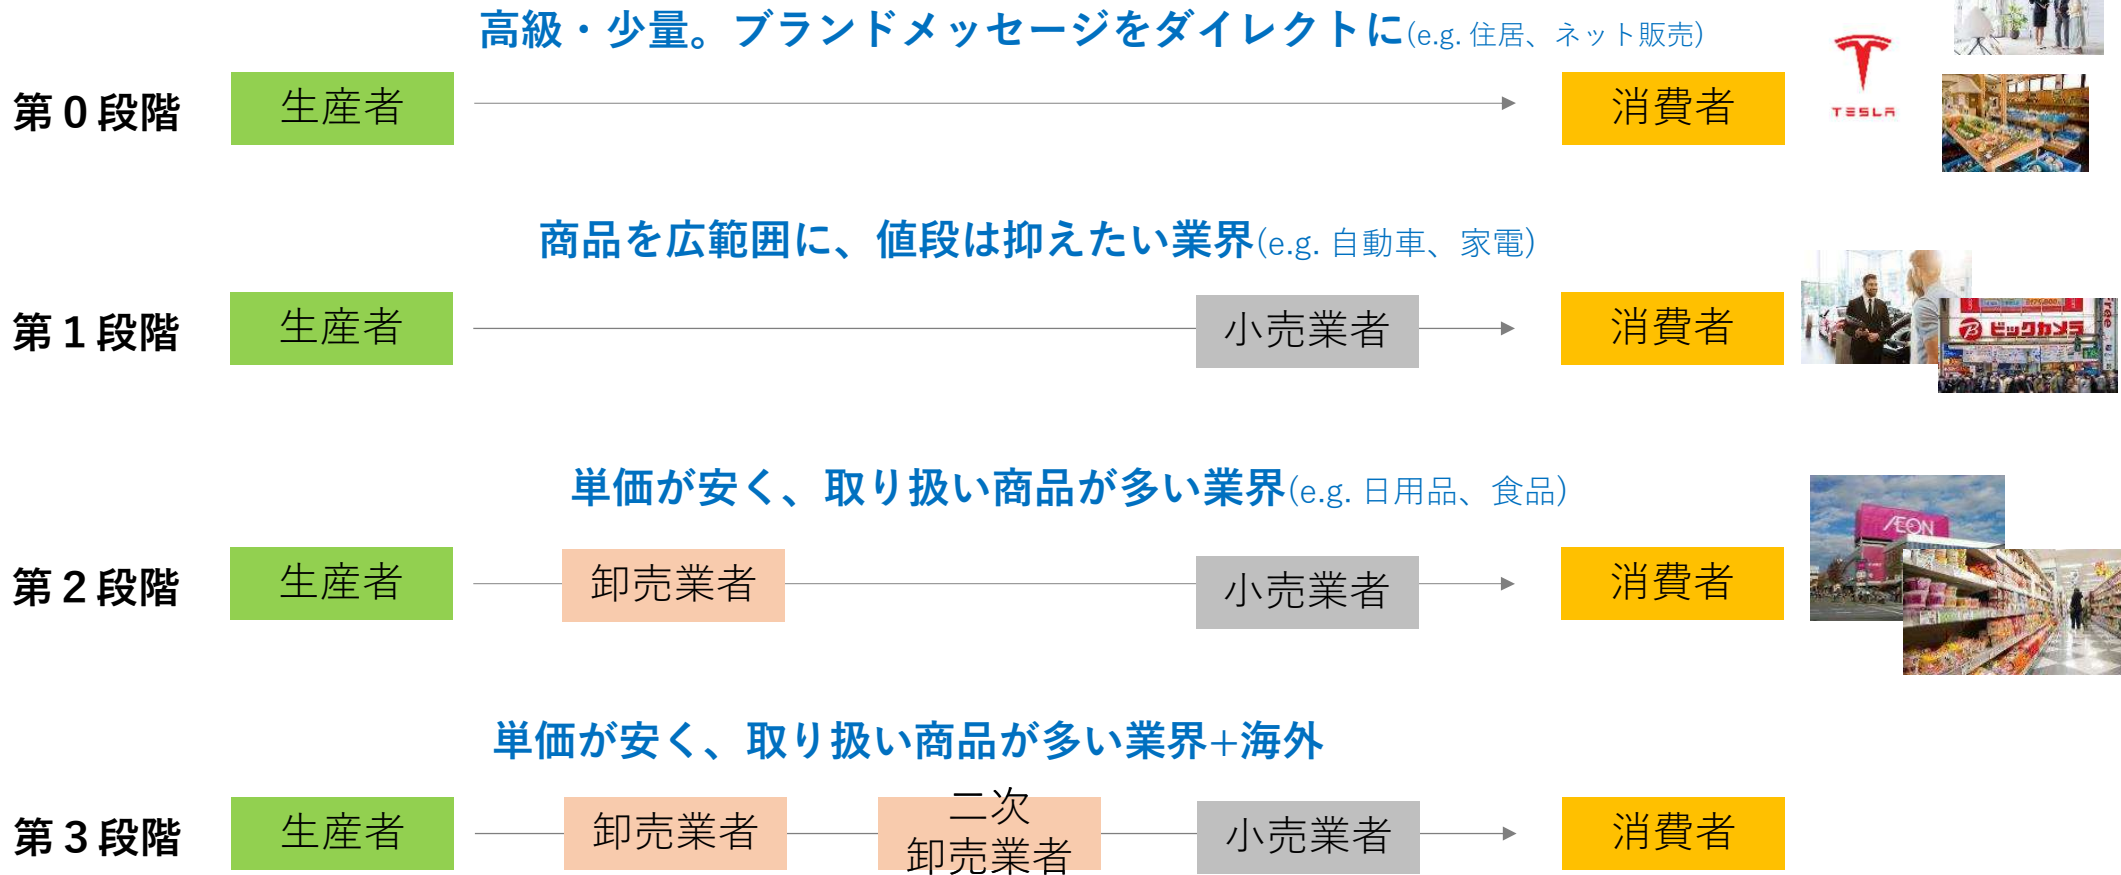 高級・少量。ブランドメッセージをダイレクトに(e.g. 住居、ネット販売)
第０段階 生産者 消費者
TESLA
商品を広範囲に、値段は抑えたい業界(e.g. 自動車、家電)
第１段階 生産者 小売業者 消費者
ビックカメラ
単価が安く、取り扱い商品が多い業界(e.g. 日用品、食品)
ÆON
第２段階 生産者 卸売業者 小売業者 消費者
単価が安く、取り扱い商品が多い業界+海外
第３段階 生産者 卸売業者 二次
卸売業者 小売業者 消費者